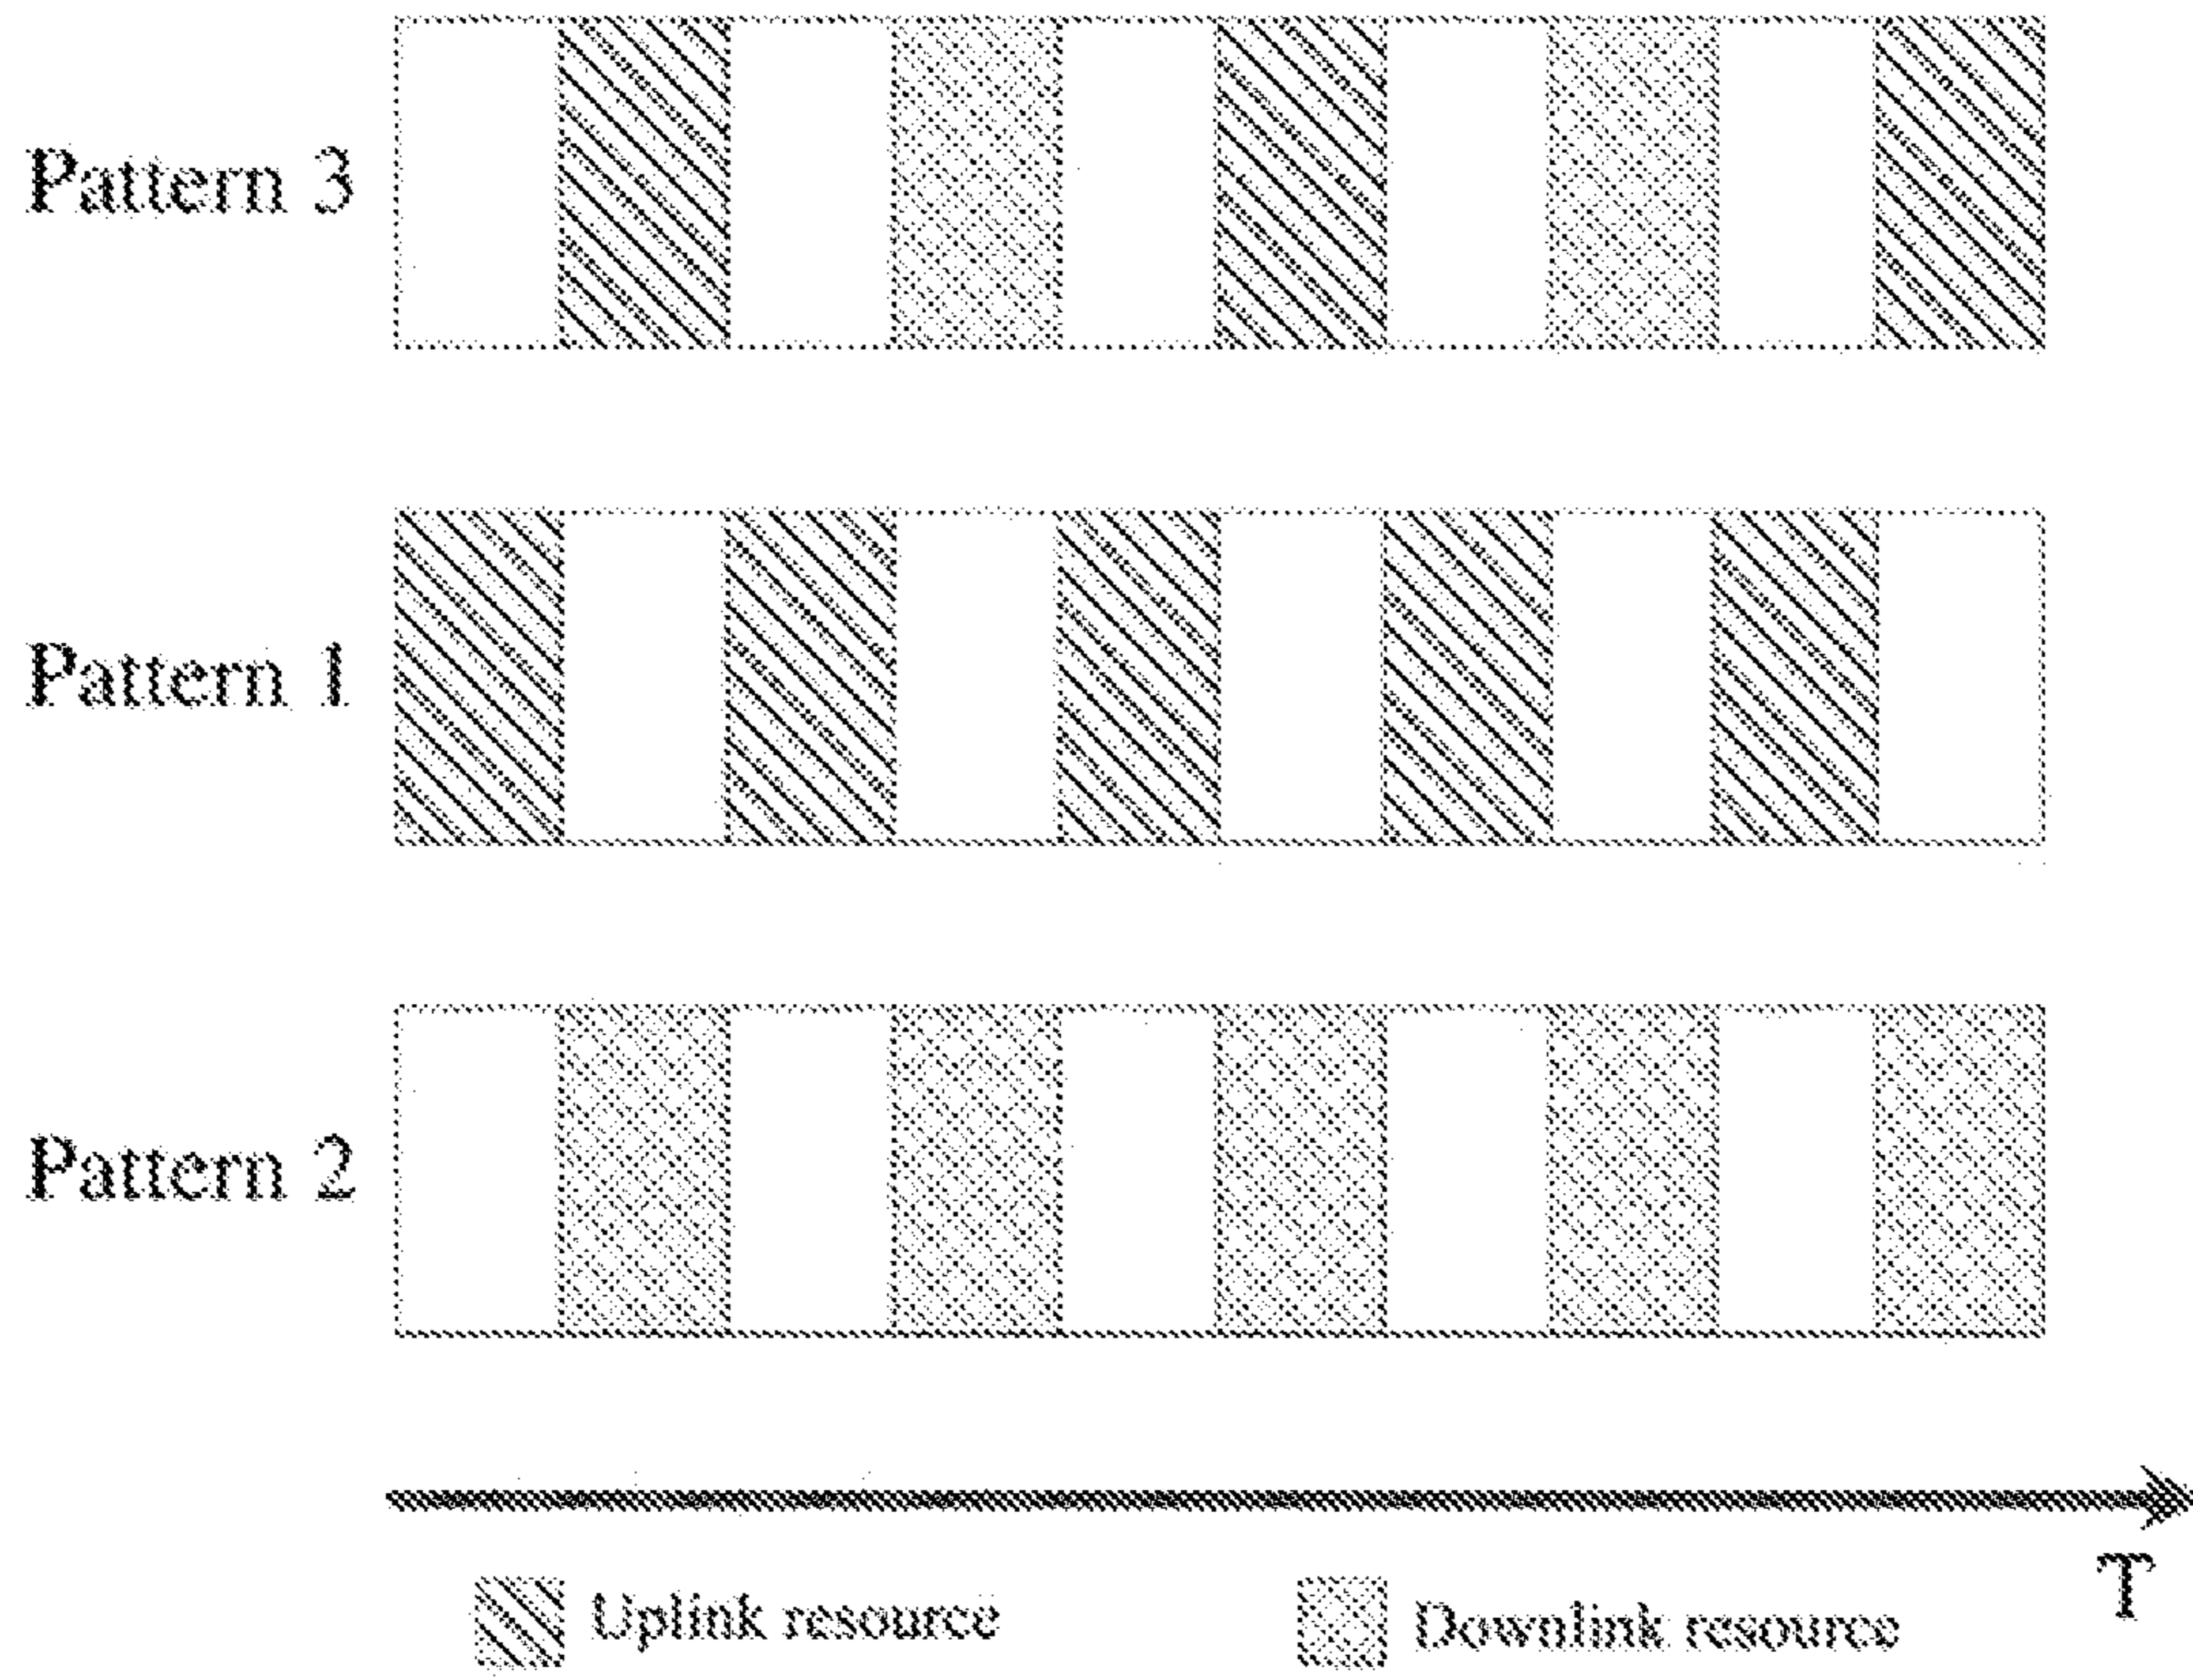 Pattern 3
Pattern 1
Pattern 2
T
Uplink resource
Downlink resource